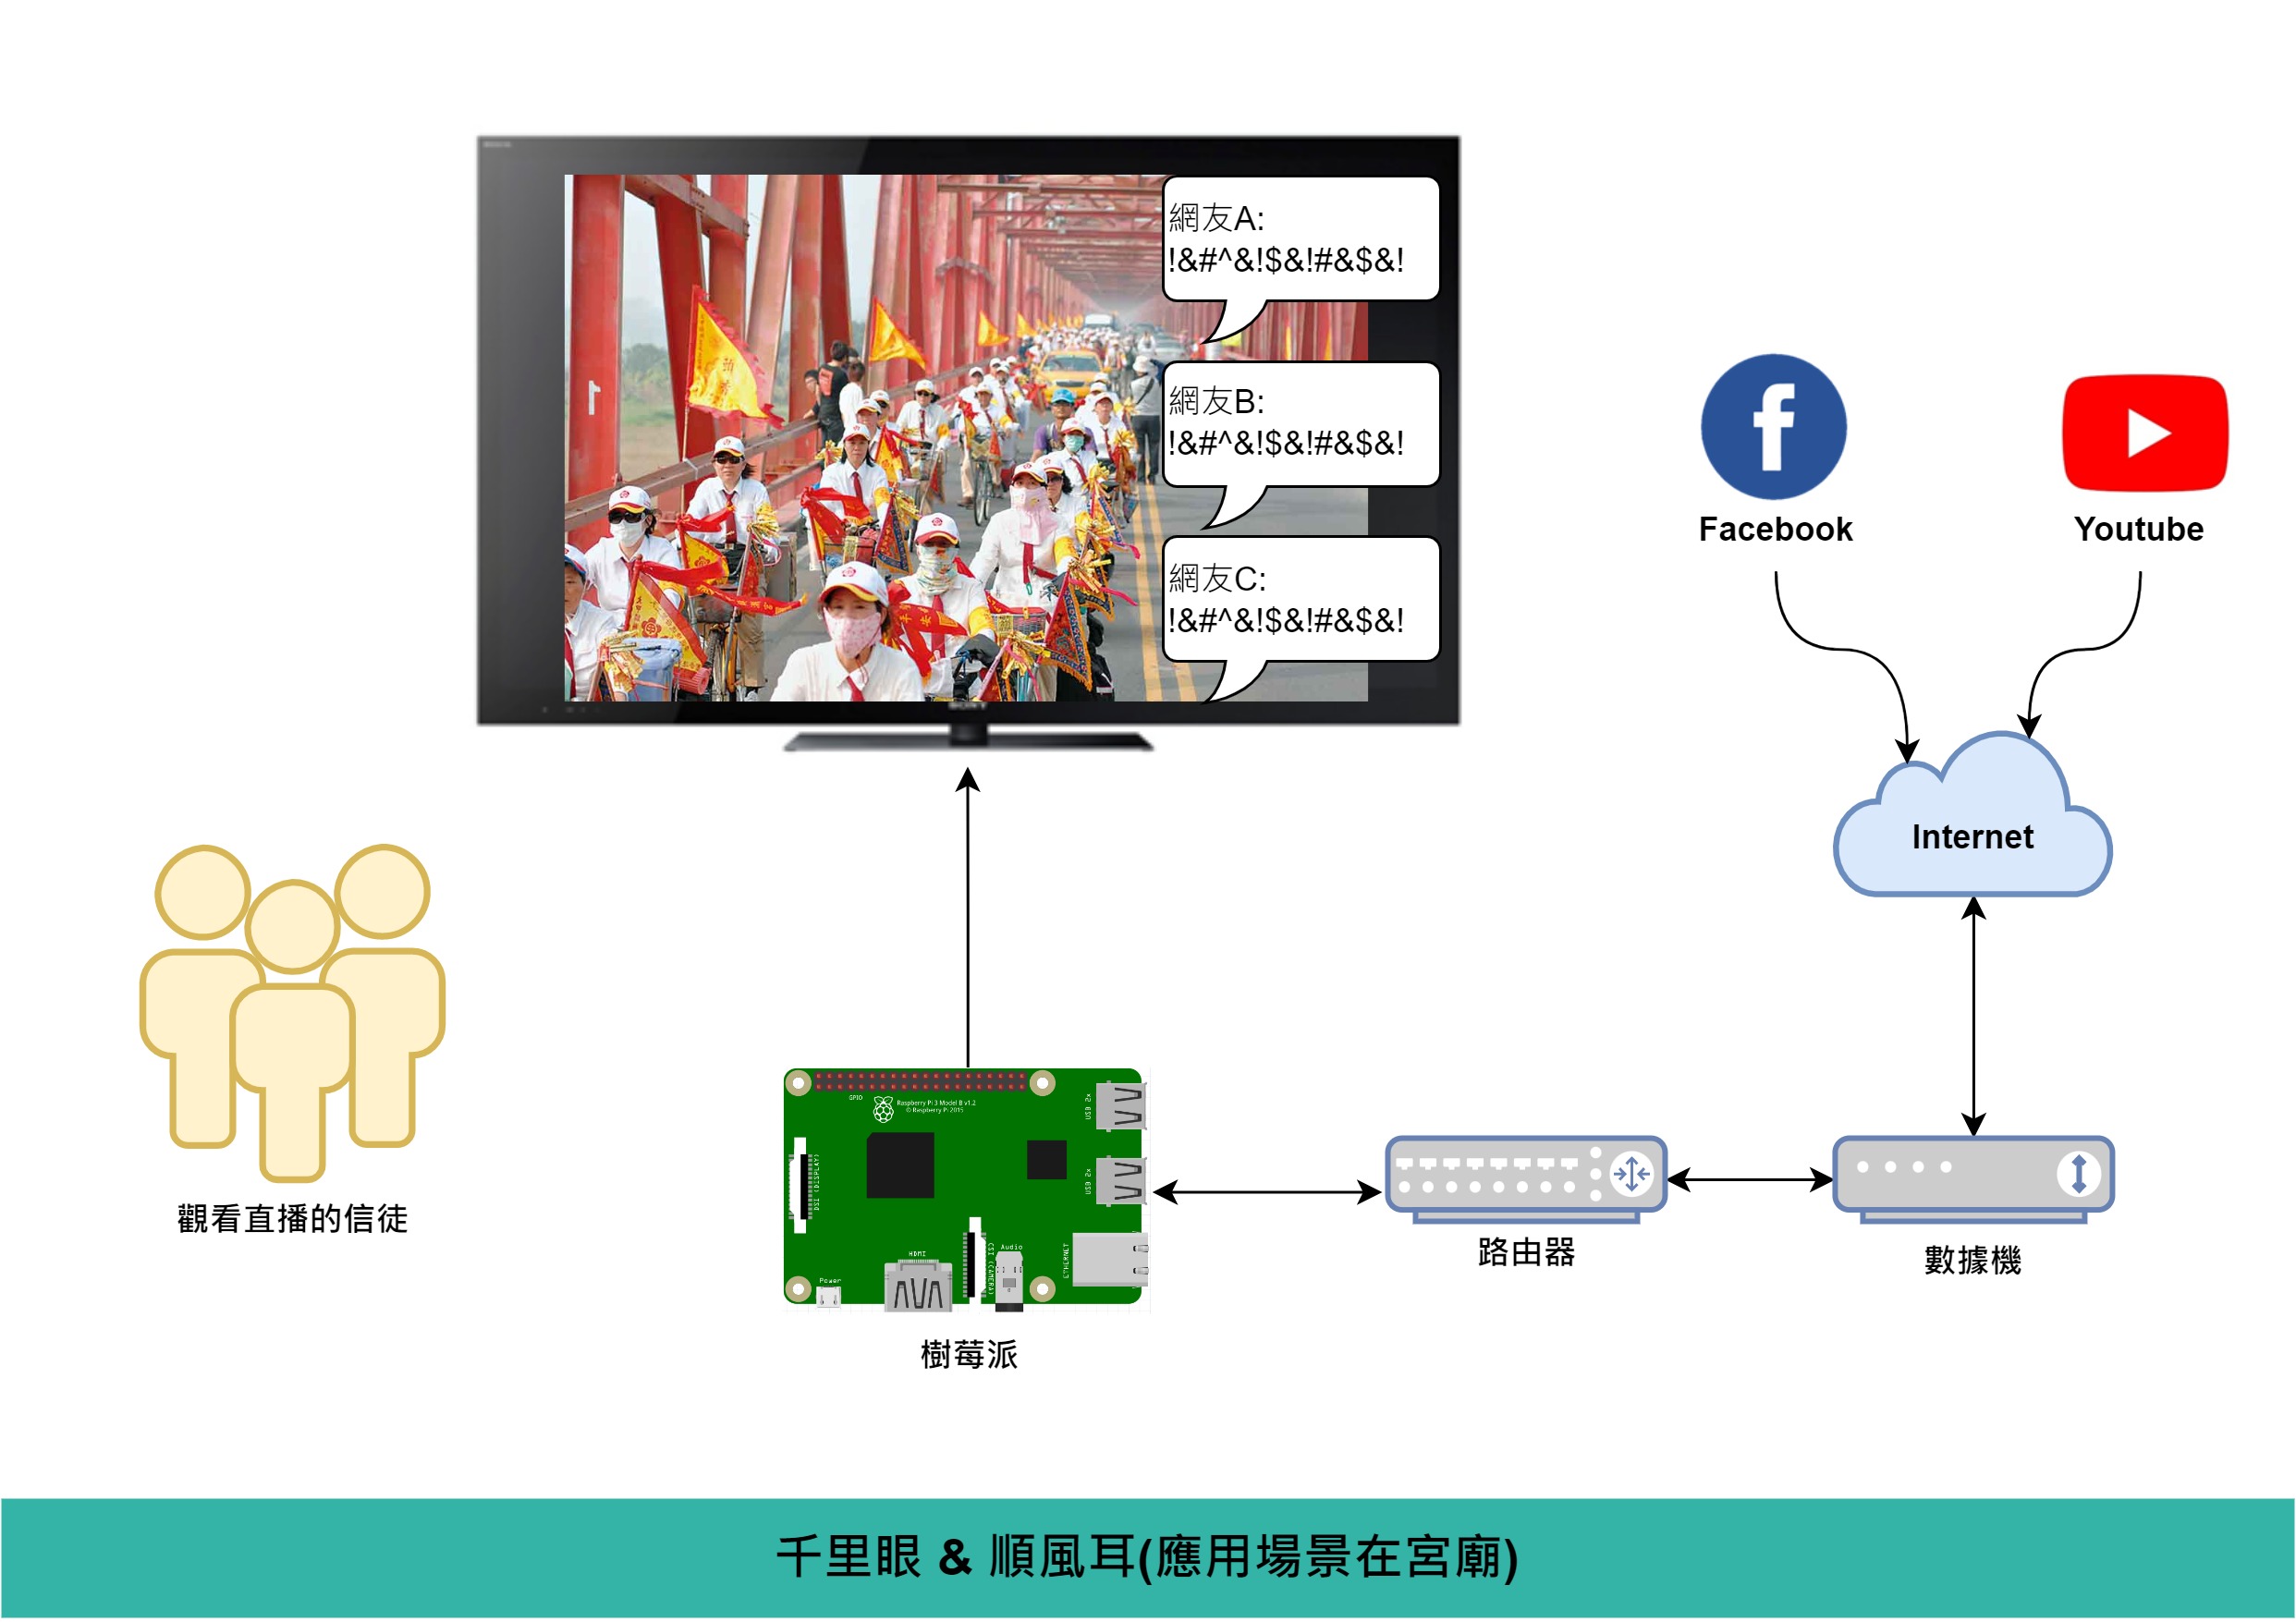 網友A:
!&#^&!$&!#&$&!
網友B:
!&#^&!$&!#&$&!
網友C:
!&#^&!$&!#&$&!
SONY
Facebook
Youtube
Internet
觀看直播的信徒
GPIO
Raspberry Pi 3 Model B v1.2
© Raspberry Pi 2015
USB 2x
USB 2x
DSI (DISPLAY)
CSI (CAMERA)
Audio
ETHERNET
HDMI
Power
樹莓派
路由器
數據機
千里眼 & 順風耳(應用場景在宮廟)